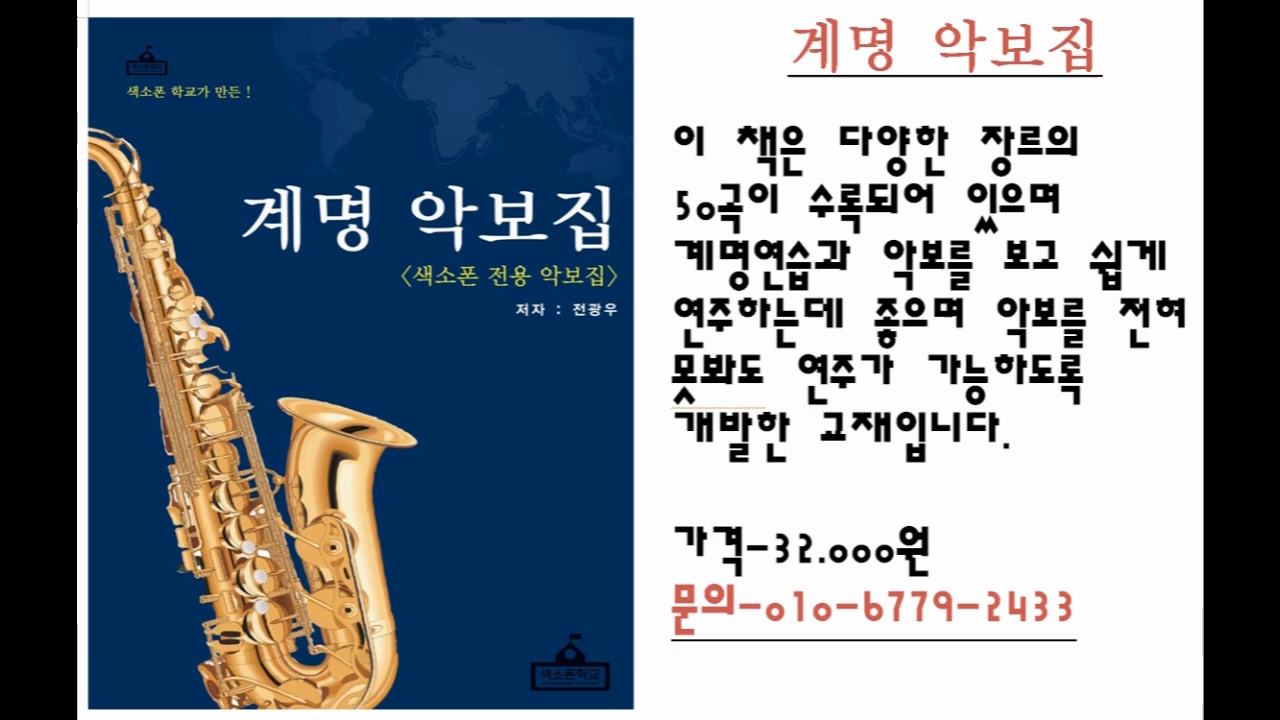 색소폰학교
색소폰 학교가 만든 !
계명 악보집
<색소폰 전용 악보집>
저자 : 전광우
색소폰학교
계명 악보집
이 책은 다양한 장르의
50곡이 수록되어 있으며
계명연습과 악보를 보고 쉽게
연주하는데 좋으며 악보를 전혀
못봐도 연주가 가능하도록
개발한 교재입니다.
가격-32.000원
문의-010-6779-2433